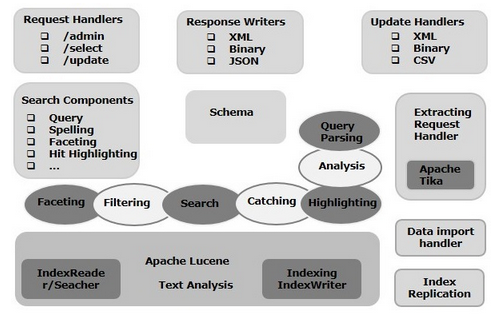 Request Handlers
❑ /admin
❑ /select
❑ /update
Response Writers
❑ XML
❑ Binary
❑ JSON
Update Handlers
❑ XML
❑ Binary
❑ CSV
Search Components
❑ Query
❑ Spelling
❑ Faceting
❑ Hit Highlighting
❑ ...
Schema
Query
Parsing
Analysis
Extracting
Request
Handler
Apache
Tika
Faceting
Filtering
Search
Catching
Highlighting
Data import
handler
Apache Lucene
Text Analysis
IndexReade
r/Seacher
Indexing
IndexWriter
Index
Replication